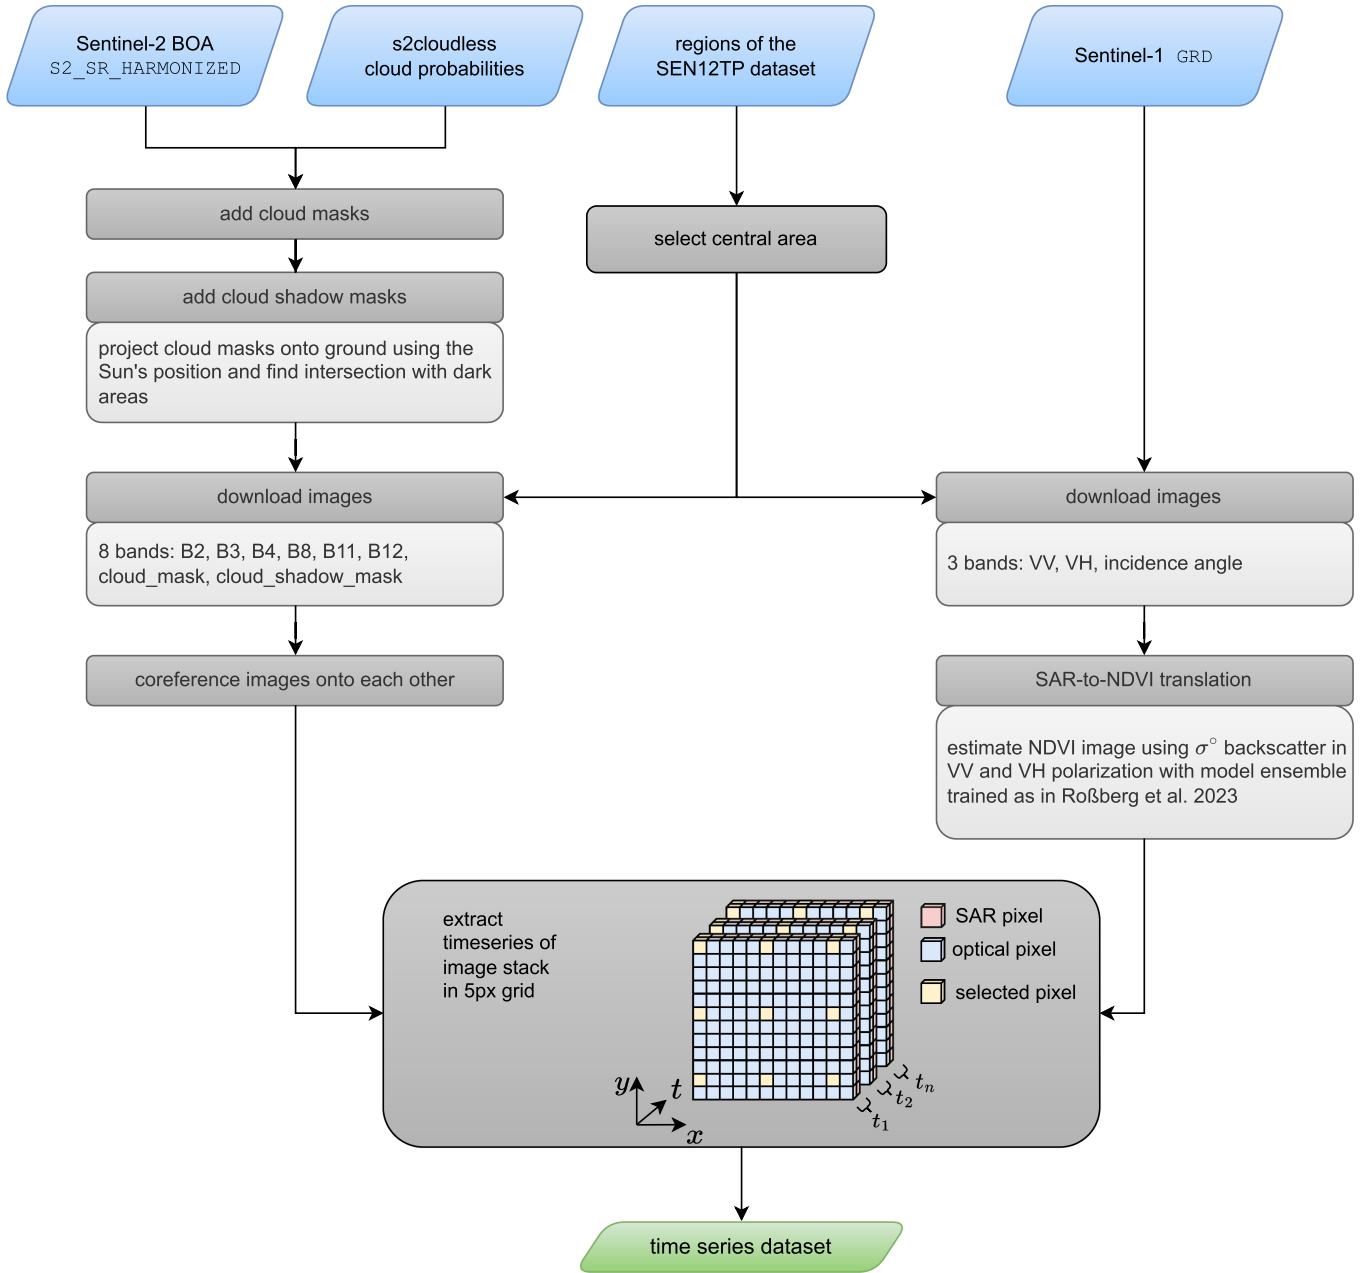 Sentinel-2 BOA
S2_SR_HARMONIZED
s2cloudless
cloud probabilities
regions of the
SEN12TP dataset
Sentinel-1 GRD
add cloud masks
select central area
add cloud shadow masks
project cloud masks onto ground using the
Sun's position and find intersection with dark
areas
download images
8 bands: B2, B3, B4, B8, B11, B12,
cloud_mask, cloud_shadow_mask
download images
3 bands: VV, VH, incidence angle
coreference images onto each other
SAR-to-NDVI translation
estimate NDVI image using σ° backscatter in
VV and VH polarization with model ensemble
trained as in Roßberg et al. 2023
extract
timeseries of
image stack
in 5px grid
SAR pixel
optical pixel
selected pixel
y
t
x
t₁
t₂
tₙ
time series dataset